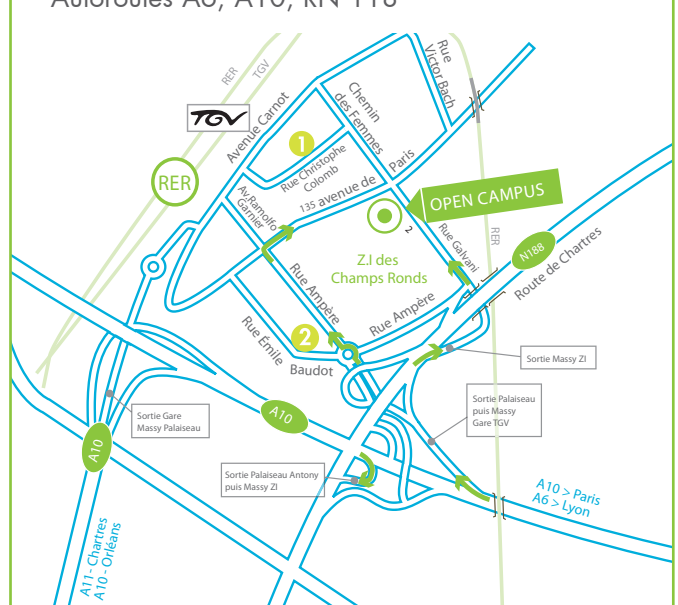 Autoroutes A6, A10, RN 118
RER
TGV
TGV
RER
Avenue Carnot
Chemin
des Femmes
Rue
Victor Bach
1
Rue Christophe
Colomb
135 avenue de
Paris
Av Ramolfo
Garnier
OPEN CAMPUS
2
Z.I des
Champs Ronds
Rue Galvani
RER
N188
Route de Chartres
Rue Ampère
Rue Ampère
Rue Émile
Baudot
2
Sortie Massy ZI
Sortie Gare
Massy Palaiseau
A10
A10
Sortie Palaiseau
puis Massy
Gare TGV
Sortie Palaiseau Antony
puis Massy ZI
A10 > Paris
A6 > Lyon
A11 - Chartres
A10 - Orléans